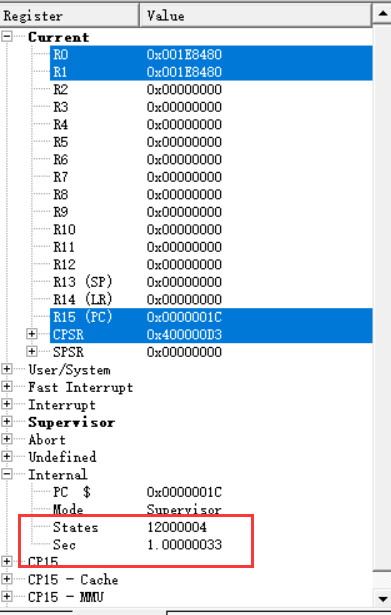 Register Value
Current
R0 0x001E8480
R1 0x001E8480
R2 0x00000000
R3 0x00000000
R4 0x00000000
R5 0x00000000
R6 0x00000000
R7 0x00000000
R8 0x00000000
R9 0x00000000
R10 0x00000000
R11 0x00000000
R12 0x00000000
R13 (SP) 0x00000000
R14 (LR) 0x00000000
R15 (PC) 0x0000001C
CPSR 0x400000D3
SPSR 0x00000000
User/System
Fast Interrupt
Interrupt
Supervisor
Abort
Undefined
Internal
PC $ 0x0000001C
Mode Supervisor
States 12000004
Sec 1.00000033
CP15
CP15 - Cache
CP15 - MMU